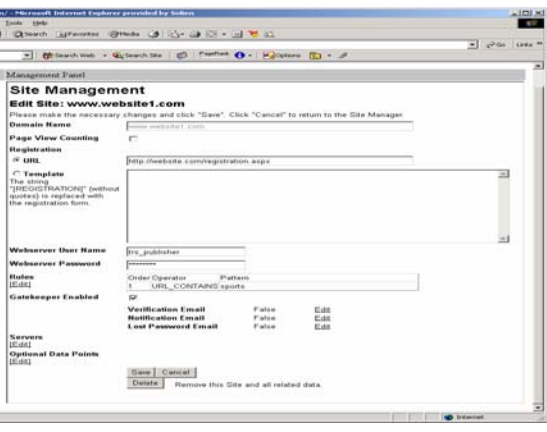 / - Microsoft Internet Explorer provided by Solien
Tools Help
Search Favorites Media
Go Links »
Search Web Search Site PageRank Options
Management Panel
Site Management
Edit Site: www.website1.com
Please make the necessary changes and click "Save". Click "Cancel" to return to the Site Manager.
Domain Name www.website1.com
Page View Counting
Registration
URL http://website.com/registration.aspx
Template
The string
"[REGISTRATION]" (without
quotes) is replaced with
the registration form.
Webserver User Name trs_publisher
Webserver Password ********
Rules Order Operator Pattern
[Edit] 1 URL_CONTAINS sports
Gatekeeper Enabled
Verification Email False Edit
Notification Email False Edit
Lost Password Email False Edit
Servers
[Edit]
Optional Data Points
[Edit]
Save Cancel
Delete Remove this Site and all related data.
Internet